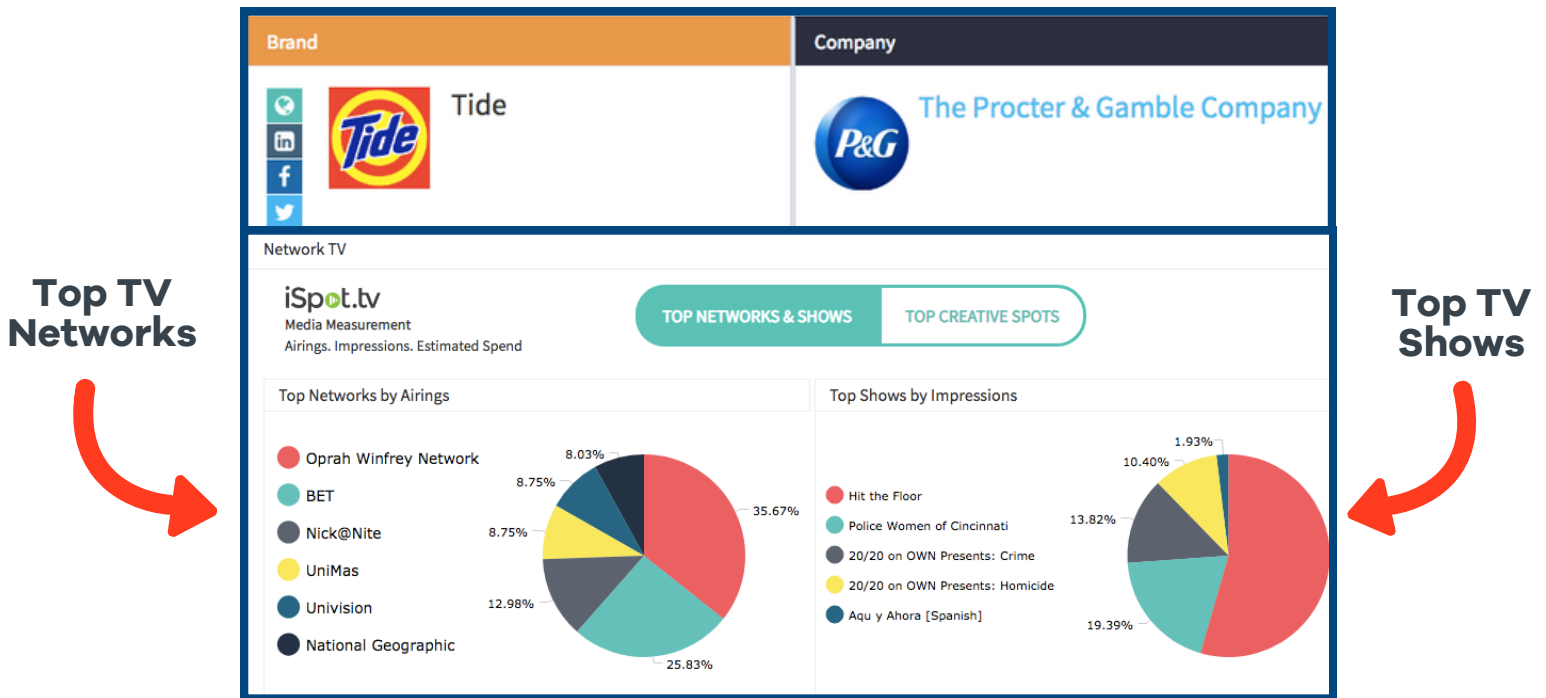 Brand
Company
Tide
Tide
P&G
The Procter & Gamble Company
in
f
Network TV
iSpot.tv
Media Measurement
Airings. Impressions. Estimated Spend
TOP NETWORKS & SHOWS
TOP CREATIVE SPOTS
Top TV
Networks
Top TV
Shows
Top Networks by Airings
Oprah Winfrey Network
BET
Nick@Nite
UniMas
Univision
National Geographic
8.03%
8.75%
8.75%
12.98%
25.83%
35.67%
Top Shows by Impressions
Hit the Floor
Police Women of Cincinnati
20/20 on OWN Presents: Crime
20/20 on OWN Presents: Homicide
Aqu y Ahora [Spanish]
1.93%
10.40%
13.82%
19.39%